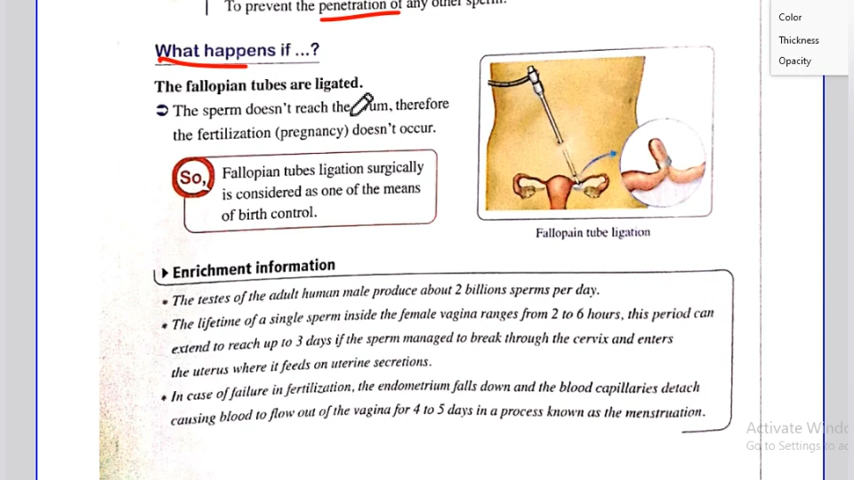 To prevent the penetration of any other sperm.
Color
Thickness
Opacity
What happens if ...?
The fallopian tubes are ligated.
The sperm doesn't reach the um, therefore
the fertilization (pregnancy) doesn't occur.
So,
Fallopian tubes ligation surgically
is considered as one of the means
of birth control.
Fallopain tube ligation
Enrichment information
• The testes of the adult human male produce about 2 billions sperms per day.
• The lifetime of a single sperm inside the female vagina ranges from 2 to 6 hours, this period can
extend to reach up to 3 days if the sperm managed to break through the cervix and enters
the uterus where it feeds on uterine secretions.
• In case of failure in fertilization, the endometrium falls down and the blood capillaries detach
causing blood to flow out of the vagina for 4 to 5 days in a process known as the menstruation.
Activate Windo
Go to Settings to ac